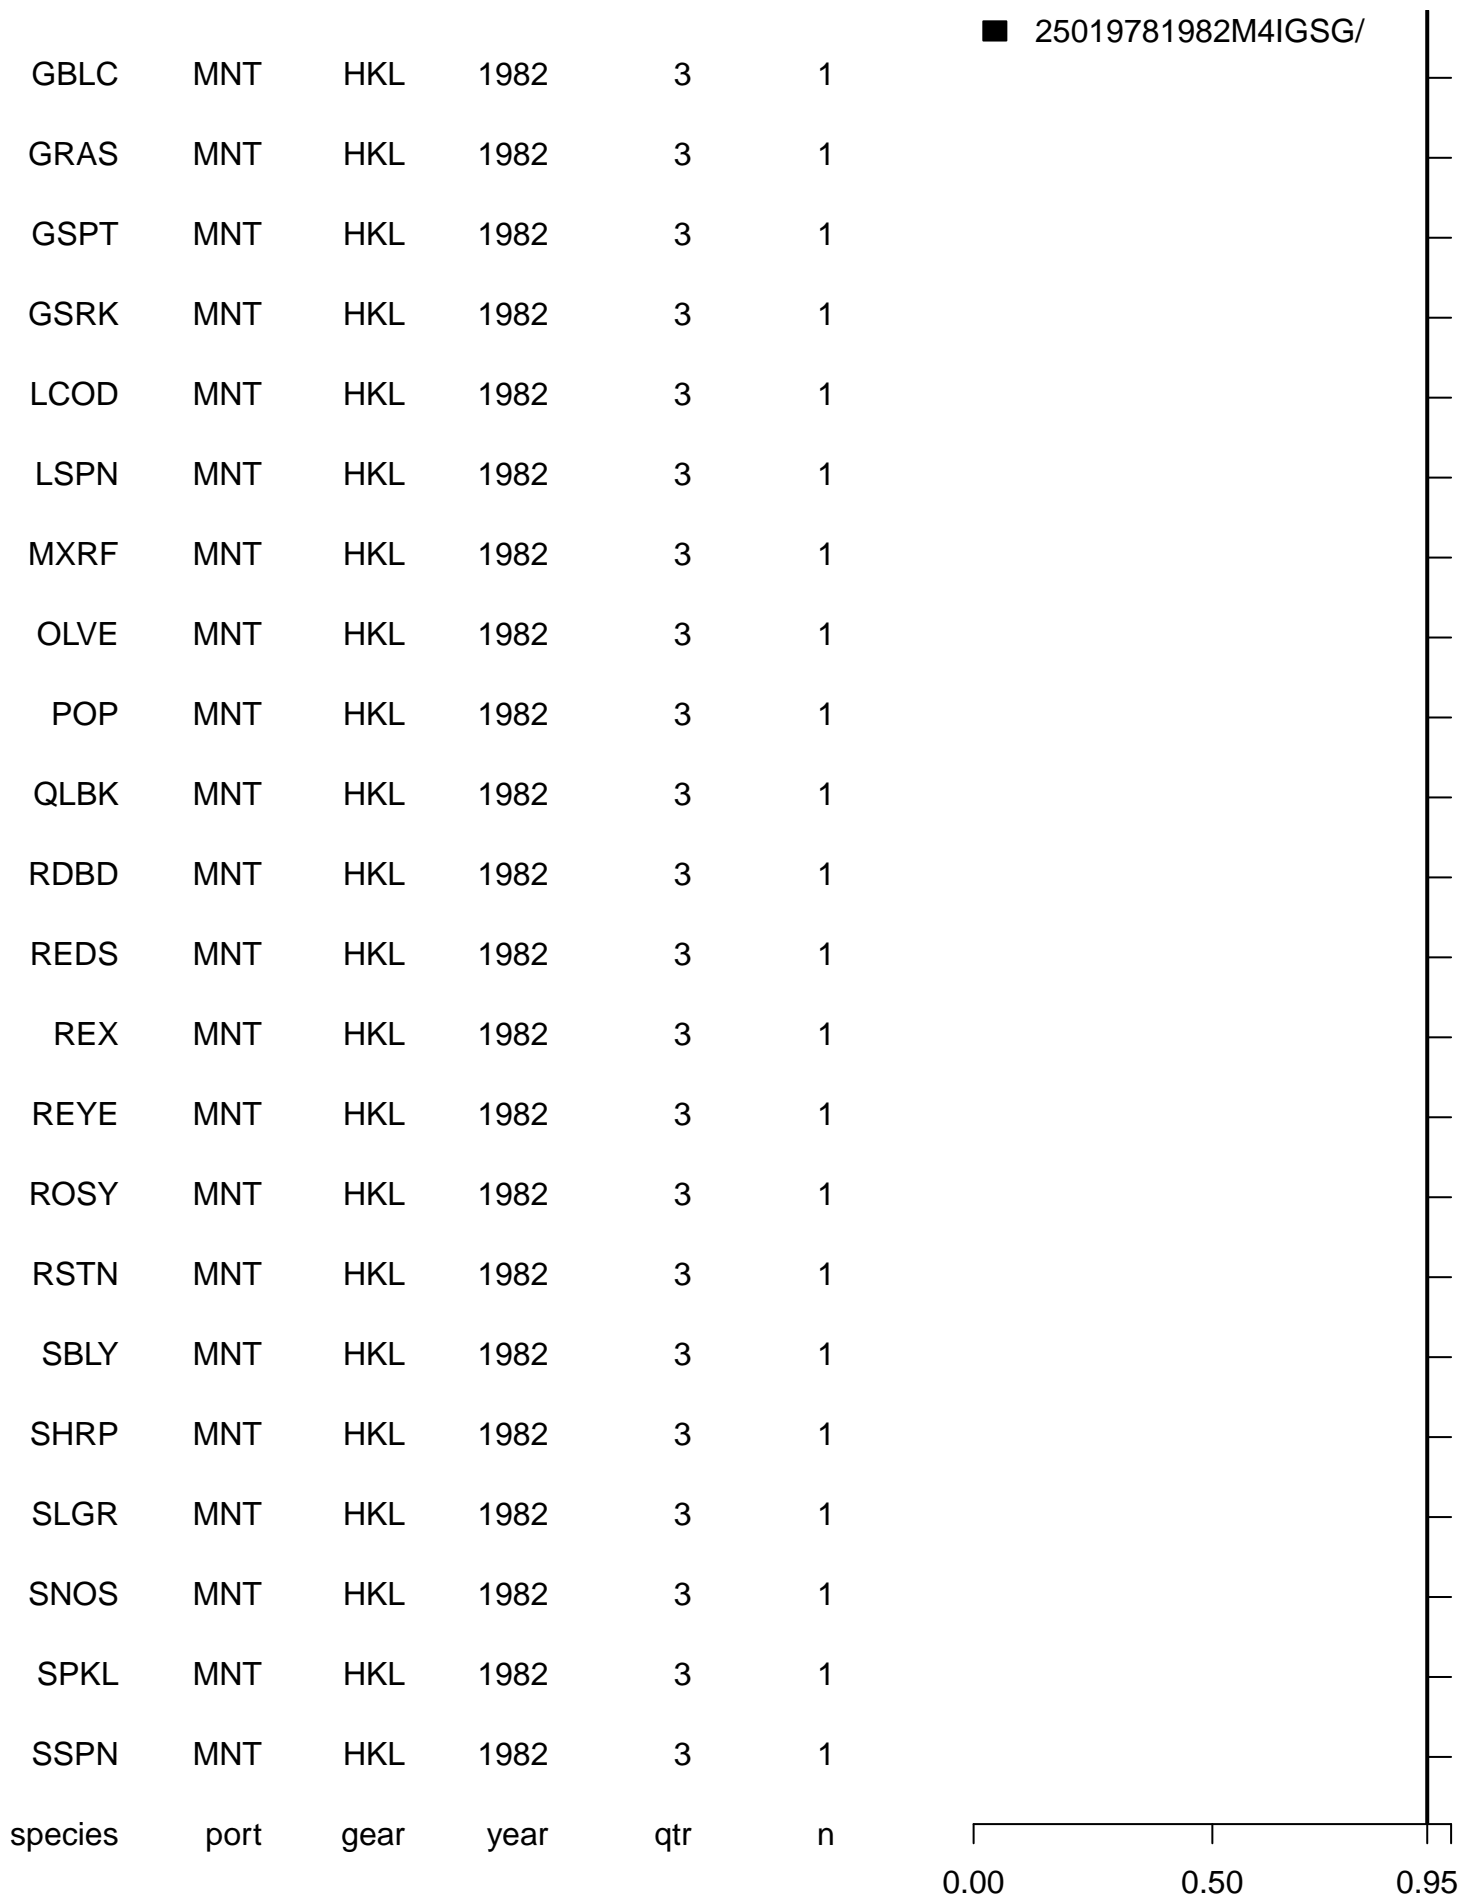 25019781982M4IGSG/
GBLC MNT HKL 1982 3 1
GRAS MNT HKL 1982 3 1
GSPT MNT HKL 1982 3 1
GSRK MNT HKL 1982 3 1
LCOD MNT HKL 1982 3 1
LSPN MNT HKL 1982 3 1
MXRF MNT HKL 1982 3 1
OLVE MNT HKL 1982 3 1
POP MNT HKL 1982 3 1
QLBK MNT HKL 1982 3 1
RDBD MNT HKL 1982 3 1
REDS MNT HKL 1982 3 1
REX MNT HKL 1982 3 1
REYE MNT HKL 1982 3 1
ROSY MNT HKL 1982 3 1
RSTN MNT HKL 1982 3 1
SBLY MNT HKL 1982 3 1
SHRP MNT HKL 1982 3 1
SLGR MNT HKL 1982 3 1
SNOS MNT HKL 1982 3 1
SPKL MNT HKL 1982 3 1
SSPN MNT HKL 1982 3 1
species port gear year qtr n
0.00 0.50 0.95